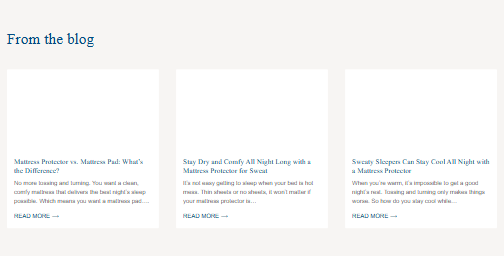 From the blog
Mattress Protector vs. Mattress Pad: What's
the Difference?
No more tossing and turning. You want a clean,
comfy mattress that delivers the best night's sleep
possible. Which means you want a mattress pad…
READ MORE →
Stay Dry and Comfy All Night Long with a
Mattress Protector for Sweat
It's not easy getting to sleep when your bed is hot
mess. Thin sheets or no sheets, it won't matter if
your mattress protector is…
READ MORE →
Sweaty Sleepers Can Stay Cool All Night with
a Mattress Protector
When you're warm, it's impossible to get a good
night's rest. Tossing and turning only makes things
worse. So how do you stay cool while…
READ MORE →